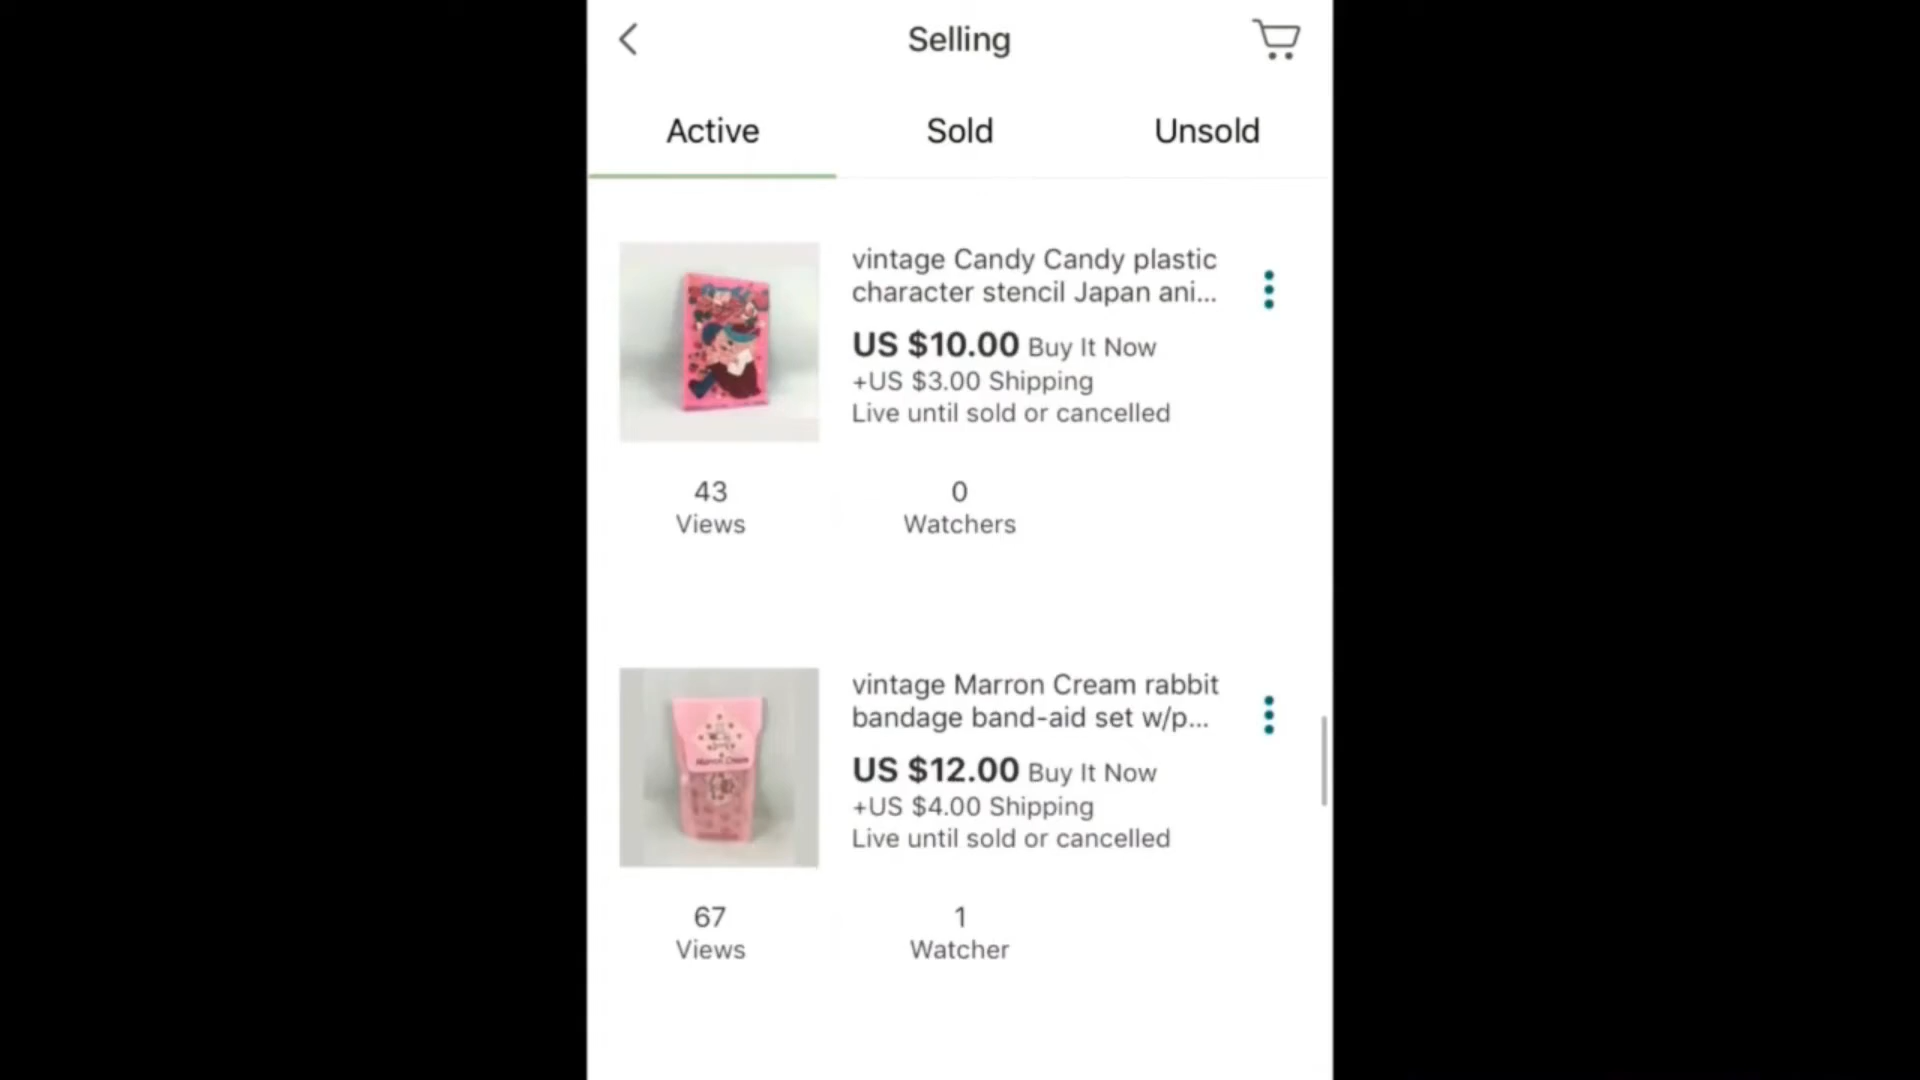 Selling
Active
Sold
Unsold
vintage Candy Candy plastic
character stencil Japan ani...
US $10.00 Buy It Now
+US $3.00 Shipping
Live until sold or cancelled
43
Views
0
Watchers
vintage Marron Cream rabbit
bandage band-aid set w/p...
US $12.00 Buy It Now
+US $4.00 Shipping
Live until sold or cancelled
67
Views
1
Watcher
Marron Cream